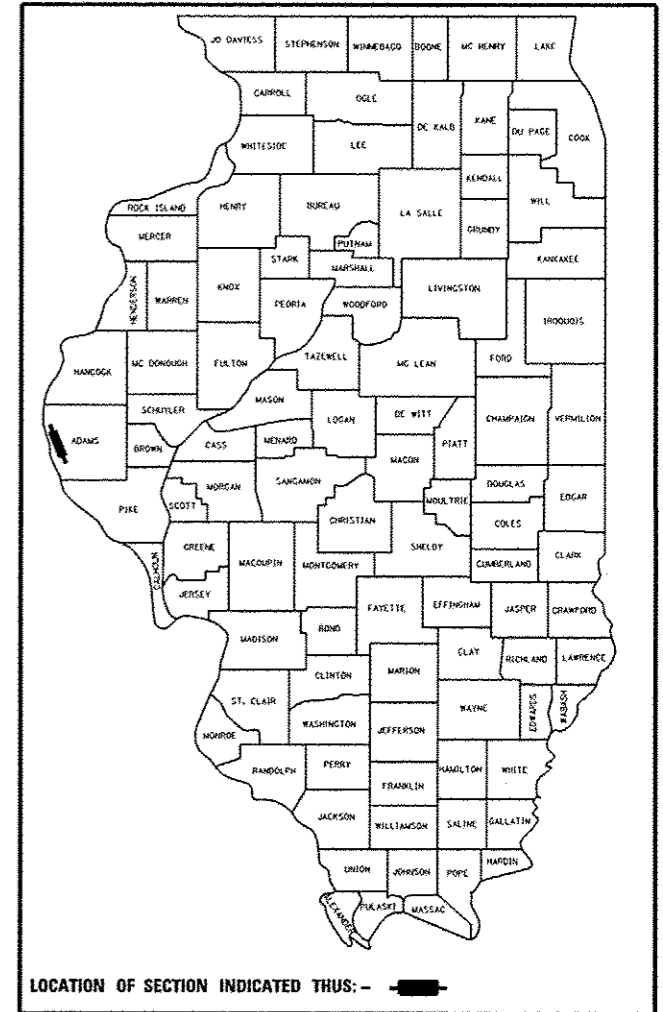 JO DAVIESS STEPHENSON WINNEBAGO BOONE MC HENRY LAKE
CARROLL OGLE DE KALB KANE DU PAGE COOK
WHITESIDE LEE
KENDALL WILL
ROCK ISLAND HENRY BUREAU LA SALLE GRUNDY
MERCER PUTNAM
STARK MARSHALL KANKAKEE
HENDERSON WARREN KNOX PEORIA WOODFORD LIVINGSTON IROQUOIS
HANCOCK MC DONOUGH FULTON TAZEWELL MC LEAN FORD
SCHUYLER MASON LOGAN DE WITT CHAMPAIGN VERMILION
ADAMS BROWN CASS MENARD MACON PIATT
MORGAN SANGAMON DOUGLAS EDGAR
PIKE SCOTT CHRISTIAN MOULTRIE COLES
GREENE MACOUPIN MONTGOMERY SHELBY CUMBERLAND CLARK
CALHOUN JERSEY FAYETTE EFFINGHAM JASPER CRAWFORD
MADISON BOND CLAY RICHLAND LAWRENCE
CLINTON MARION
ST. CLAIR WASHINGTON WAYNE EDWARDS WABASH
MONROE JEFFERSON
RANDOLPH PERRY HAMILTON WHITE
FRANKLIN
JACKSON WILLIAMSON SALINE GALLATIN
UNION JOHNSON POPE HARDIN
ALEXANDER PULASKI MASSAC
LOCATION OF SECTION INDICATED THUS: -